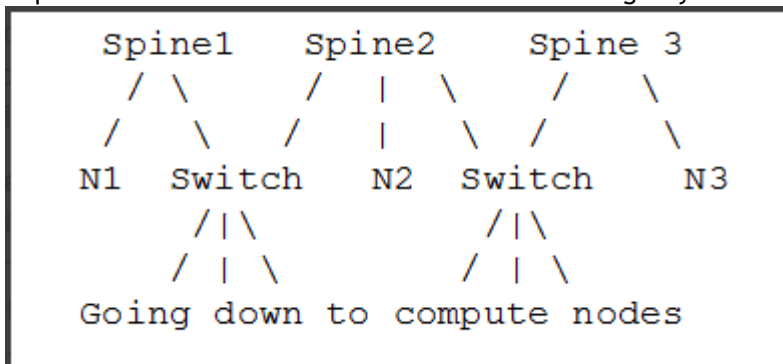 Spine1 Spine2 Spine 3
N1 Switch N2 Switch N3
Going down to compute nodes